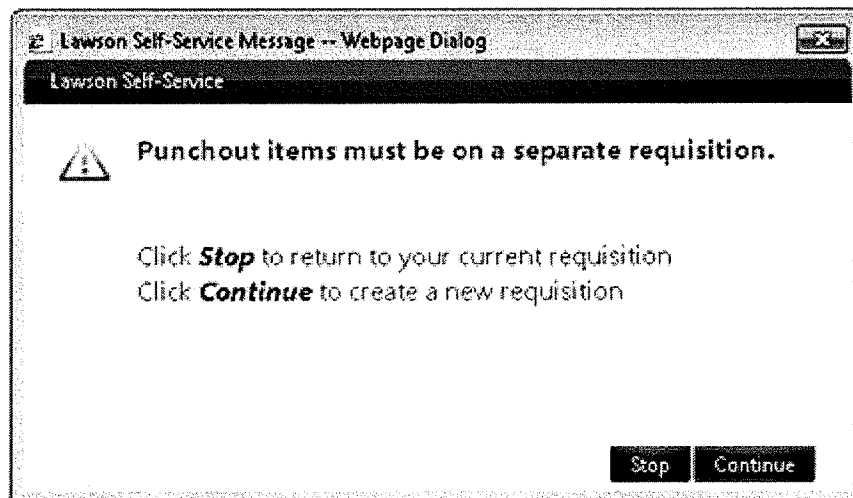 Lawson Self-Service Message -- Webpage Dialog
Lawson Self-Service
Punchout items must be on a separate requisition.
Click Stop to return to your current requisition
Click Continue to create a new requisition
Stop Continue